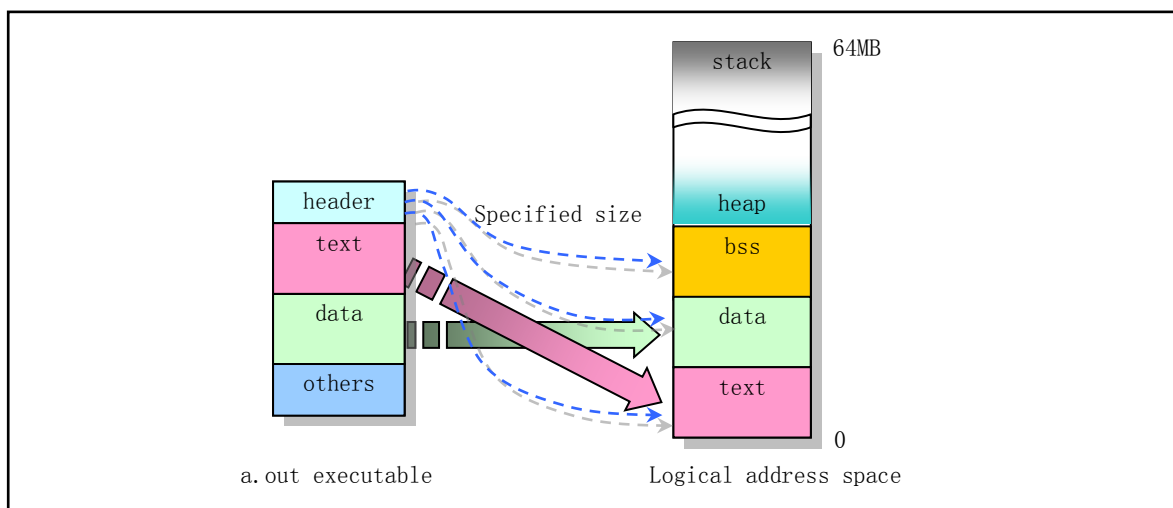 64MB
stack
header
heap
Specified size
text
bss
data
data
others
text
0
a.out executable
Logical address space